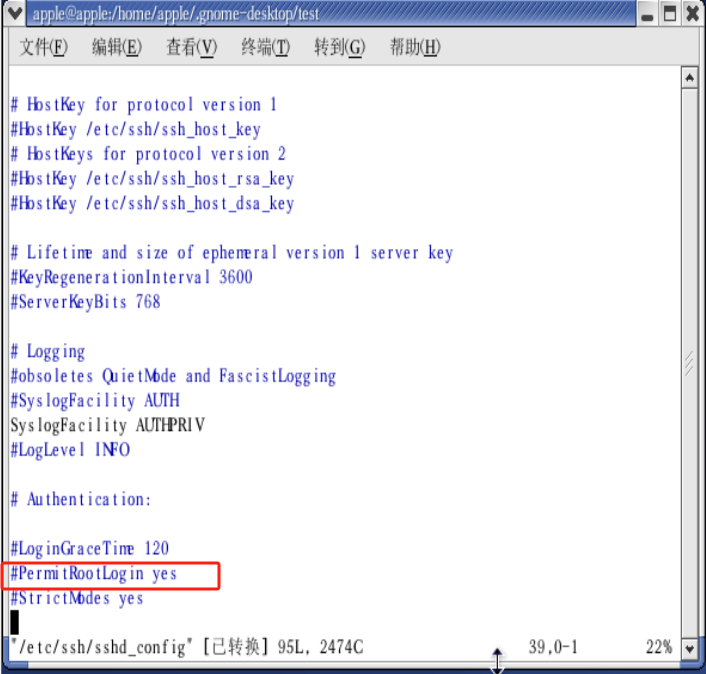 apple@apple:/home/apple/.gnome-desktop/test
文件(F) 编辑(E) 查看(V) 终端(T) 转到(G) 帮助(H)
# HostKey for protocol version 1
#HostKey /etc/ssh/ssh_host_key
# HostKeys for protocol version 2
#HostKey /etc/ssh/ssh_host_rsa_key
#HostKey /etc/ssh/ssh_host_dsa_key
# Lifetime and size of ephemeral version 1 server key
#KeyRegenerationInterval 3600
#ServerKeyBits 768
# Logging
#obsoletes QuietMode and FascistLogging
#SyslogFacility AUTH
SyslogFacility AUTHPRIV
#LogLevel INFO
# Authentication:
#LoginGraceTime 120
#PermitRootLogin yes
#StrictModes yes
"/etc/ssh/sshd_config" [已转换] 95L, 2474C 39,0-1 22%